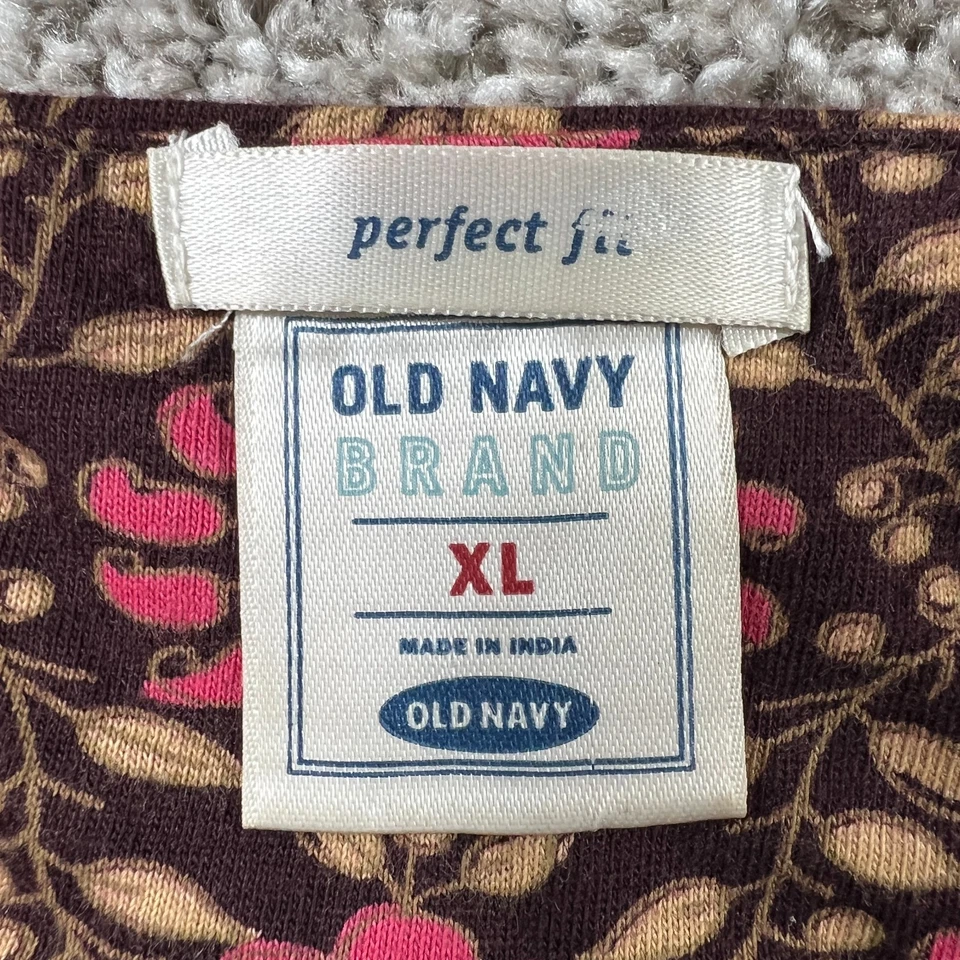 perfect fit
OLD NAVY
BRAND
XL
MADE IN INDIA
OLD NAVY